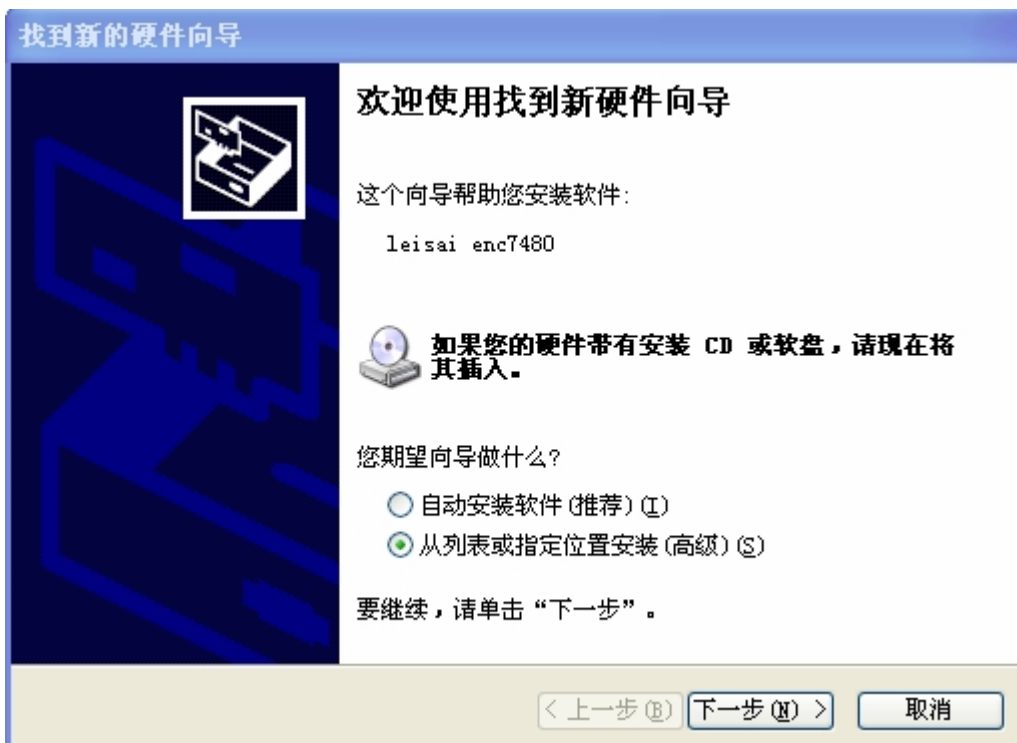 找到新的硬件向导
欢迎使用找到新硬件向导
这个向导帮助您安装软件:
leisai enc7480
如果您的硬件带有安装 CD 或软盘，请现在将
其插入。
您期望向导做什么?
自动安装软件(推荐)(I)
从列表或指定位置安装(高级)(S)
要继续，请单击“下一步”。
< 上一步(B) 下一步(N) > 取消